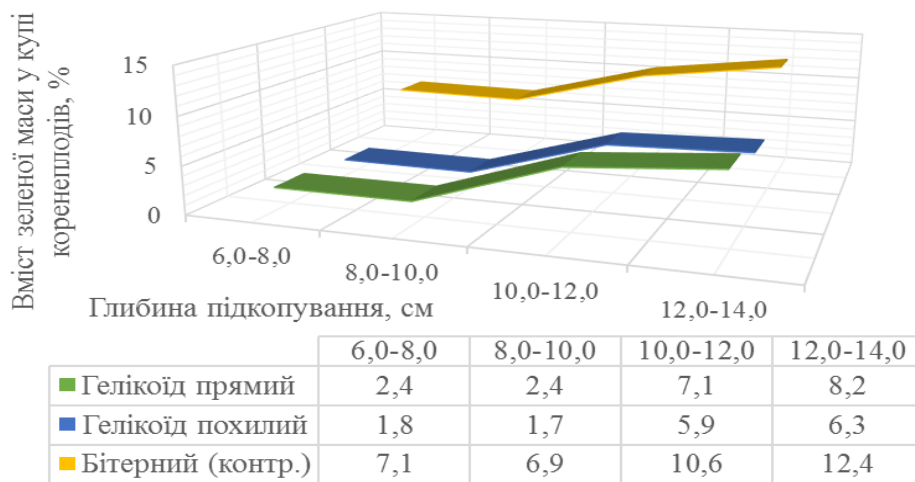 Вміст зеленої маси у купі
коренеплодів, %
15
10
5
0
6,0-8,0
8,0-10,0
10,0-12,0
12,0-14,0
Глибина підкопування, см
6,0-8,0 8,0-10,0 10,0-12,0 12,0-14,0
Гелікоїд прямий 2,4 2,4 7,1 8,2
Гелікоїд похилий 1,8 1,7 5,9 6,3
Бітерний (контр.) 7,1 6,9 10,6 12,4